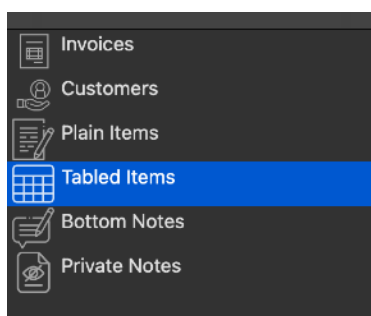 Invoices
Customers
Plain Items
Tabled Items
Bottom Notes
Private Notes